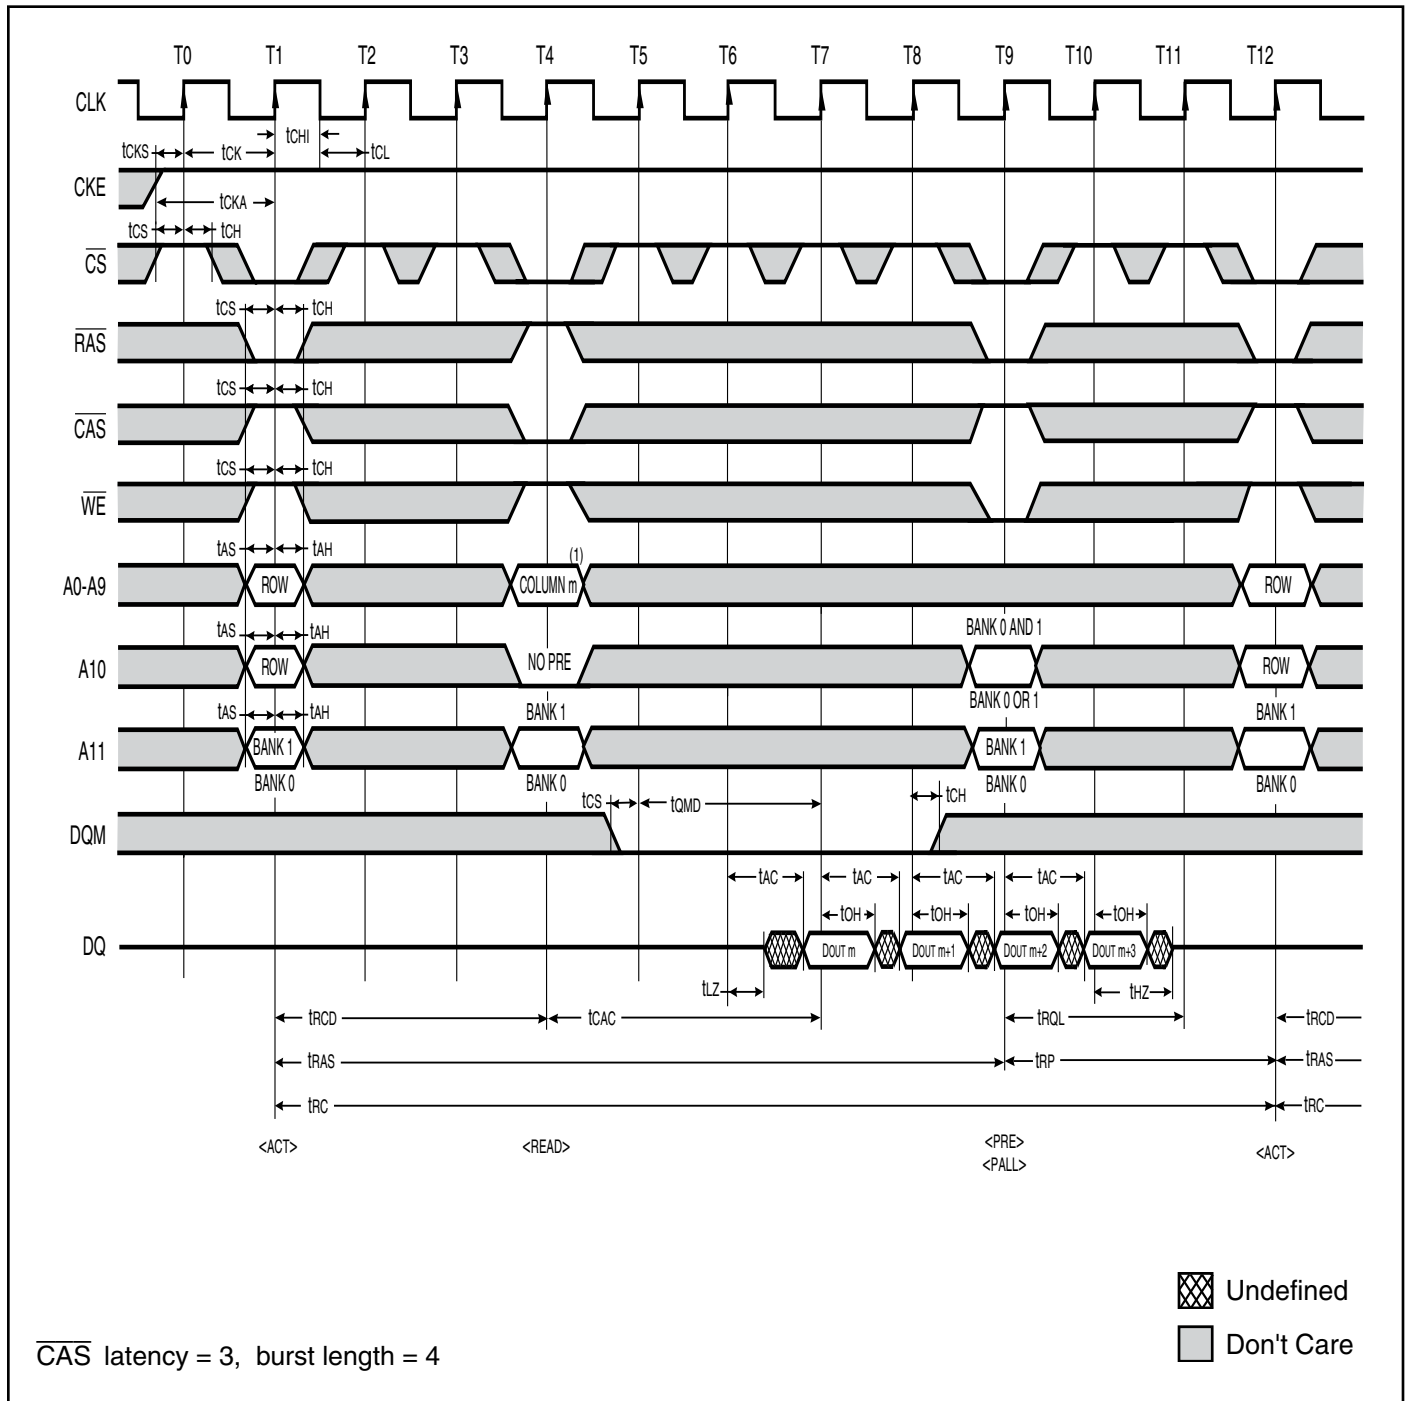 T0 T1 T2 T3 T4 T5 T6 T7 T8 T9 T10 T11 T12
CLK
tCHI
tCKS tCK tCL
CKE
tCKA
tCS tCH
CS
tCS tCH
RAS
tCS tCH
CAS
tCS tCH
WE
tAS tAH (1)
A0-A9 ROW COLUMN m ROW
tAS tAH BANK 0 AND 1
A10 ROW NO PRE ROW
BANK 0 OR 1
tAS tAH BANK 1 BANK 1
A11 BANK 1 BANK 1
BANK 0 BANK 0 BANK 0 BANK 0
tCS tQMD tCH
DQM
tAC tAC tAC tAC
tOH tOH tOH tOH
DQ DOUT m DOUT m+1 DOUT m+2 DOUT m+3
tLZ tHZ
tRCD tCAC tRQL tRCD
tRAS tRP tRAS
tRC tRC
<ACT> <READ> <PRE> <ACT>
<PALL>
Undefined
Don't Care
CAS latency = 3, burst length = 4